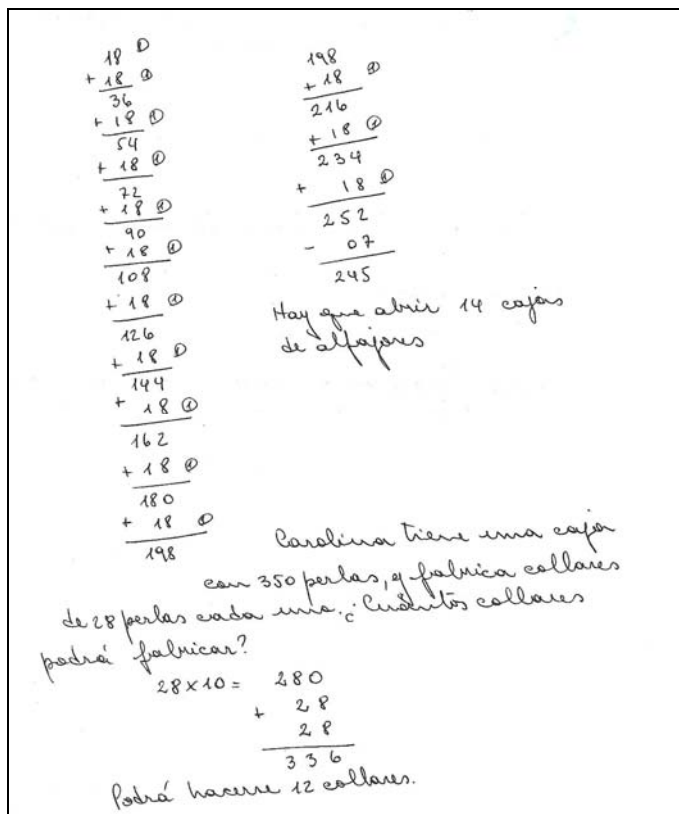 18 ①
+ 18 ①
36
+ 18 ①
54
+ 18 ①
72
+ 18 ①
90
+ 18 ①
108
+ 18 ①
126
+ 18 ①
144
+ 18 ①
162
+ 18 ①
180
+ 18 ①
198
198
+ 18 ①
216
+ 18 ①
234
+ 18 ①
252
- 07
245
Hay que abrir 14 cajas
de alfajores
Carolina tiene una caja
con 350 perlas, y fabrica collares
de 28 perlas cada uno. ¿Cuántos collares
podrá fabricar?
28 x 10 = 280
+ 28
28
336
Podrá hacerse 12 collares.